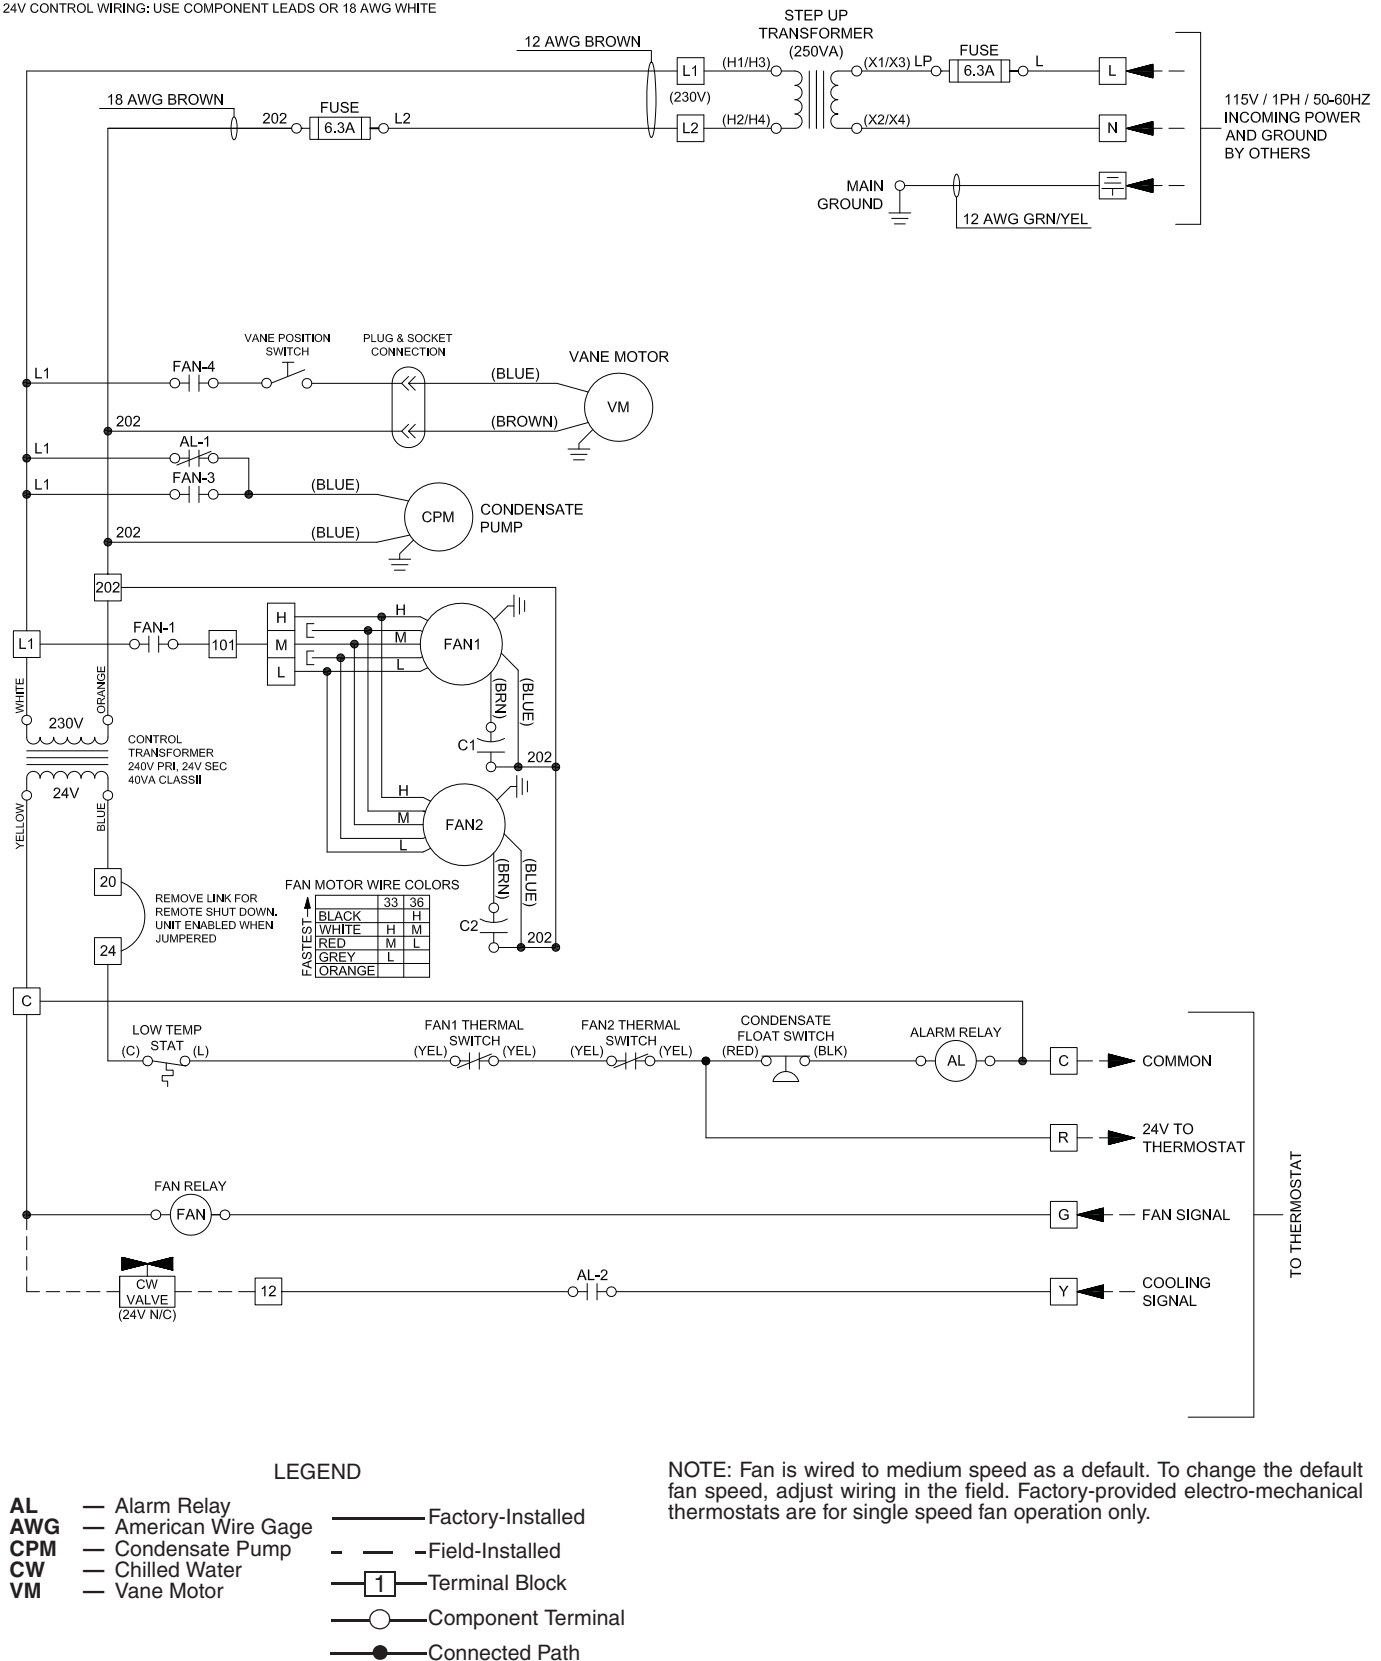 24V CONTROL WIRING: USE COMPONENT LEADS OR 18 AWG WHITE
STEP UP
TRANSFORMER
(250VA)
12 AWG BROWN
L1
(230V)
L2
(H1/H3)
(H2/H4)
(X1/X3)
(X2/X4)
LP
FUSE
6.3A
L
L
N
115V / 1PH / 50-60HZ
INCOMING POWER
AND GROUND
BY OTHERS
18 AWG BROWN
202
FUSE
6.3A
L2
MAIN
GROUND
12 AWG GRN/YEL
VANE POSITION
SWITCH
PLUG & SOCKET
CONNECTION
VANE MOTOR
L1
FAN-4
(BLUE)
VM
202
(BROWN)
L1
AL-1
L1
FAN-3
(BLUE)
CPM
CONDENSATE
PUMP
202
(BLUE)
202
L1
FAN-1
101
H
M
L
H
M
L
FAN1
(BRN)
(BLUE)
C1
202
WHITE
ORANGE
230V
CONTROL
TRANSFORMER
240V PRI, 24V SEC
40VA CLASSII
24V
YELLOW
BLUE
H
M
L
FAN2
(BRN)
(BLUE)
C2
202
20
24
REMOVE LINK FOR
REMOTE SHUT DOWN.
UNIT ENABLED WHEN
JUMPERED
FAN MOTOR WIRE COLORS
FASTEST
33 36
BLACK H
WHITE H M
RED M L
GREY L
ORANGE
C
LOW TEMP
STAT
(C) (L)
FAN1 THERMAL
SWITCH
(YEL) (YEL)
FAN2 THERMAL
SWITCH
(YEL) (YEL)
CONDENSATE
FLOAT SWITCH
(RED) (BLK)
ALARM RELAY
AL
C
COMMON
R
24V TO
THERMOSTAT
FAN RELAY
FAN
G
FAN SIGNAL
TO THERMOSTAT
CW
VALVE
(24V N/C)
12
AL-2
Y
COOLING
SIGNAL
LEGEND
AL — Alarm Relay
AWG — American Wire Gage
CPM — Condensate Pump
CW — Chilled Water
VM — Vane Motor
Factory-Installed
Field-Installed
1 Terminal Block
Component Terminal
Connected Path
NOTE: Fan is wired to medium speed as a default. To change the default
fan speed, adjust wiring in the field. Factory-provided electro-mechanical
thermostats are for single speed fan operation only.